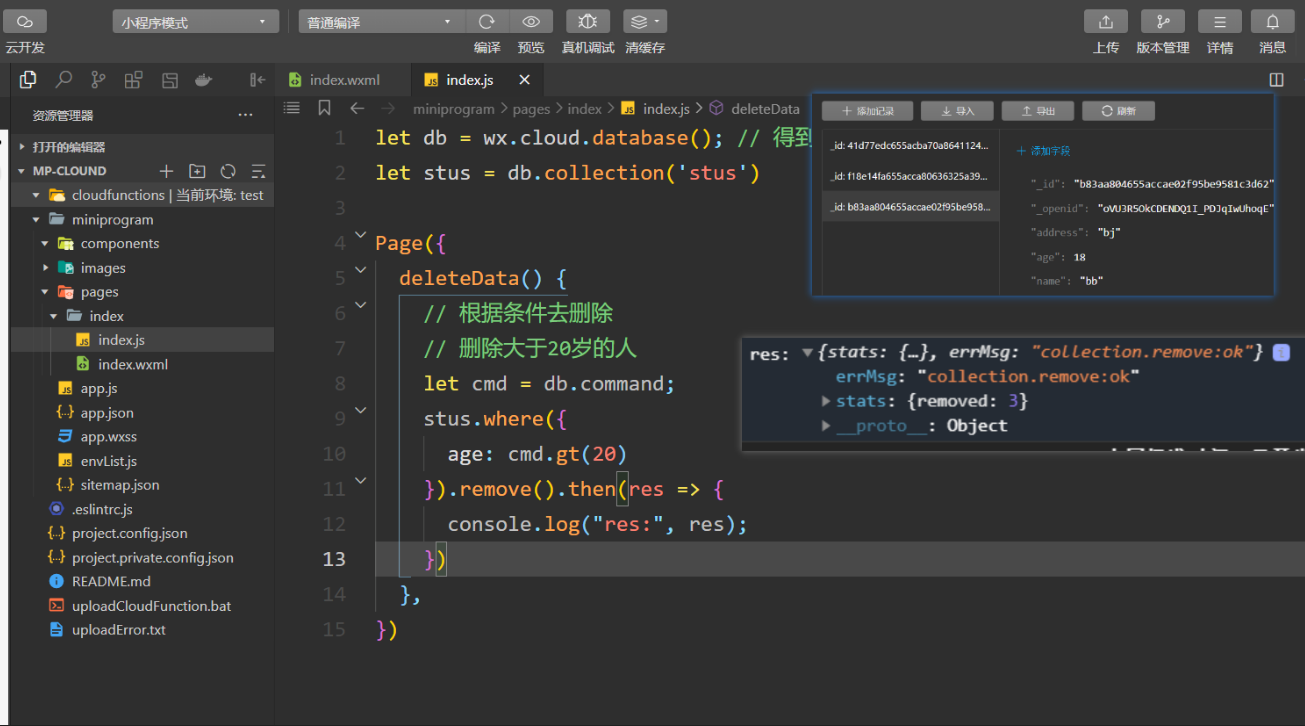 小程序模式
普通编译
云开发
编译
预览
真机调试
清缓存
上传
版本管理
详情
消息
index.wxml
index.js
资源管理器
miniprogram > pages > index > index.js > deleteData
打开的编辑器
MP-CLOUND
cloudfunctions | 当前环境: test
miniprogram
components
images
pages
index
index.js
index.wxml
app.js
app.json
app.wxss
envList.js
sitemap.json
.eslintrc.js
project.config.json
project.private.config.json
README.md
uploadCloudFunction.bat
uploadError.txt
1 let db = wx.cloud.database(); // 得到
2 let stus = db.collection('stus')
3
4 Page({
5 deleteData() {
6 // 根据条件去删除
7 // 删除大于20岁的人
8 let cmd = db.command;
9 stus.where({
10 age: cmd.gt(20)
11 }).remove().then(res => {
12 console.log("res:", res);
13 })
14 },
15 })
添加记录
导入
导出
刷新
_id: 41d77edc655acba70a8641124...
_id: f18e14fa655acca80636325a39...
_id: b83aa804655accae02f95be958...
添加字段
"_id": "b83aa804655accae02f95be9581c3d62"
"_openid": "oVU3R5OkCDENDQ1I_PDJqIwUhoqE"
"address": "bj"
"age": 18
"name": "bb"
res: {stats: {…}, errMsg: "collection.remove:ok"}
errMsg: "collection.remove:ok"
stats: {removed: 3}
__proto__: Object